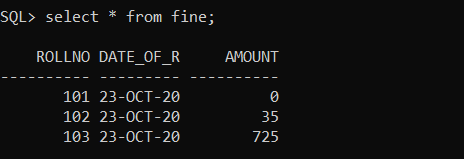 SQL> select * from fine;
ROLLNO DATE_OF_R AMOUNT
---------- --------- ----------
101 23-OCT-20 0
102 23-OCT-20 35
103 23-OCT-20 725